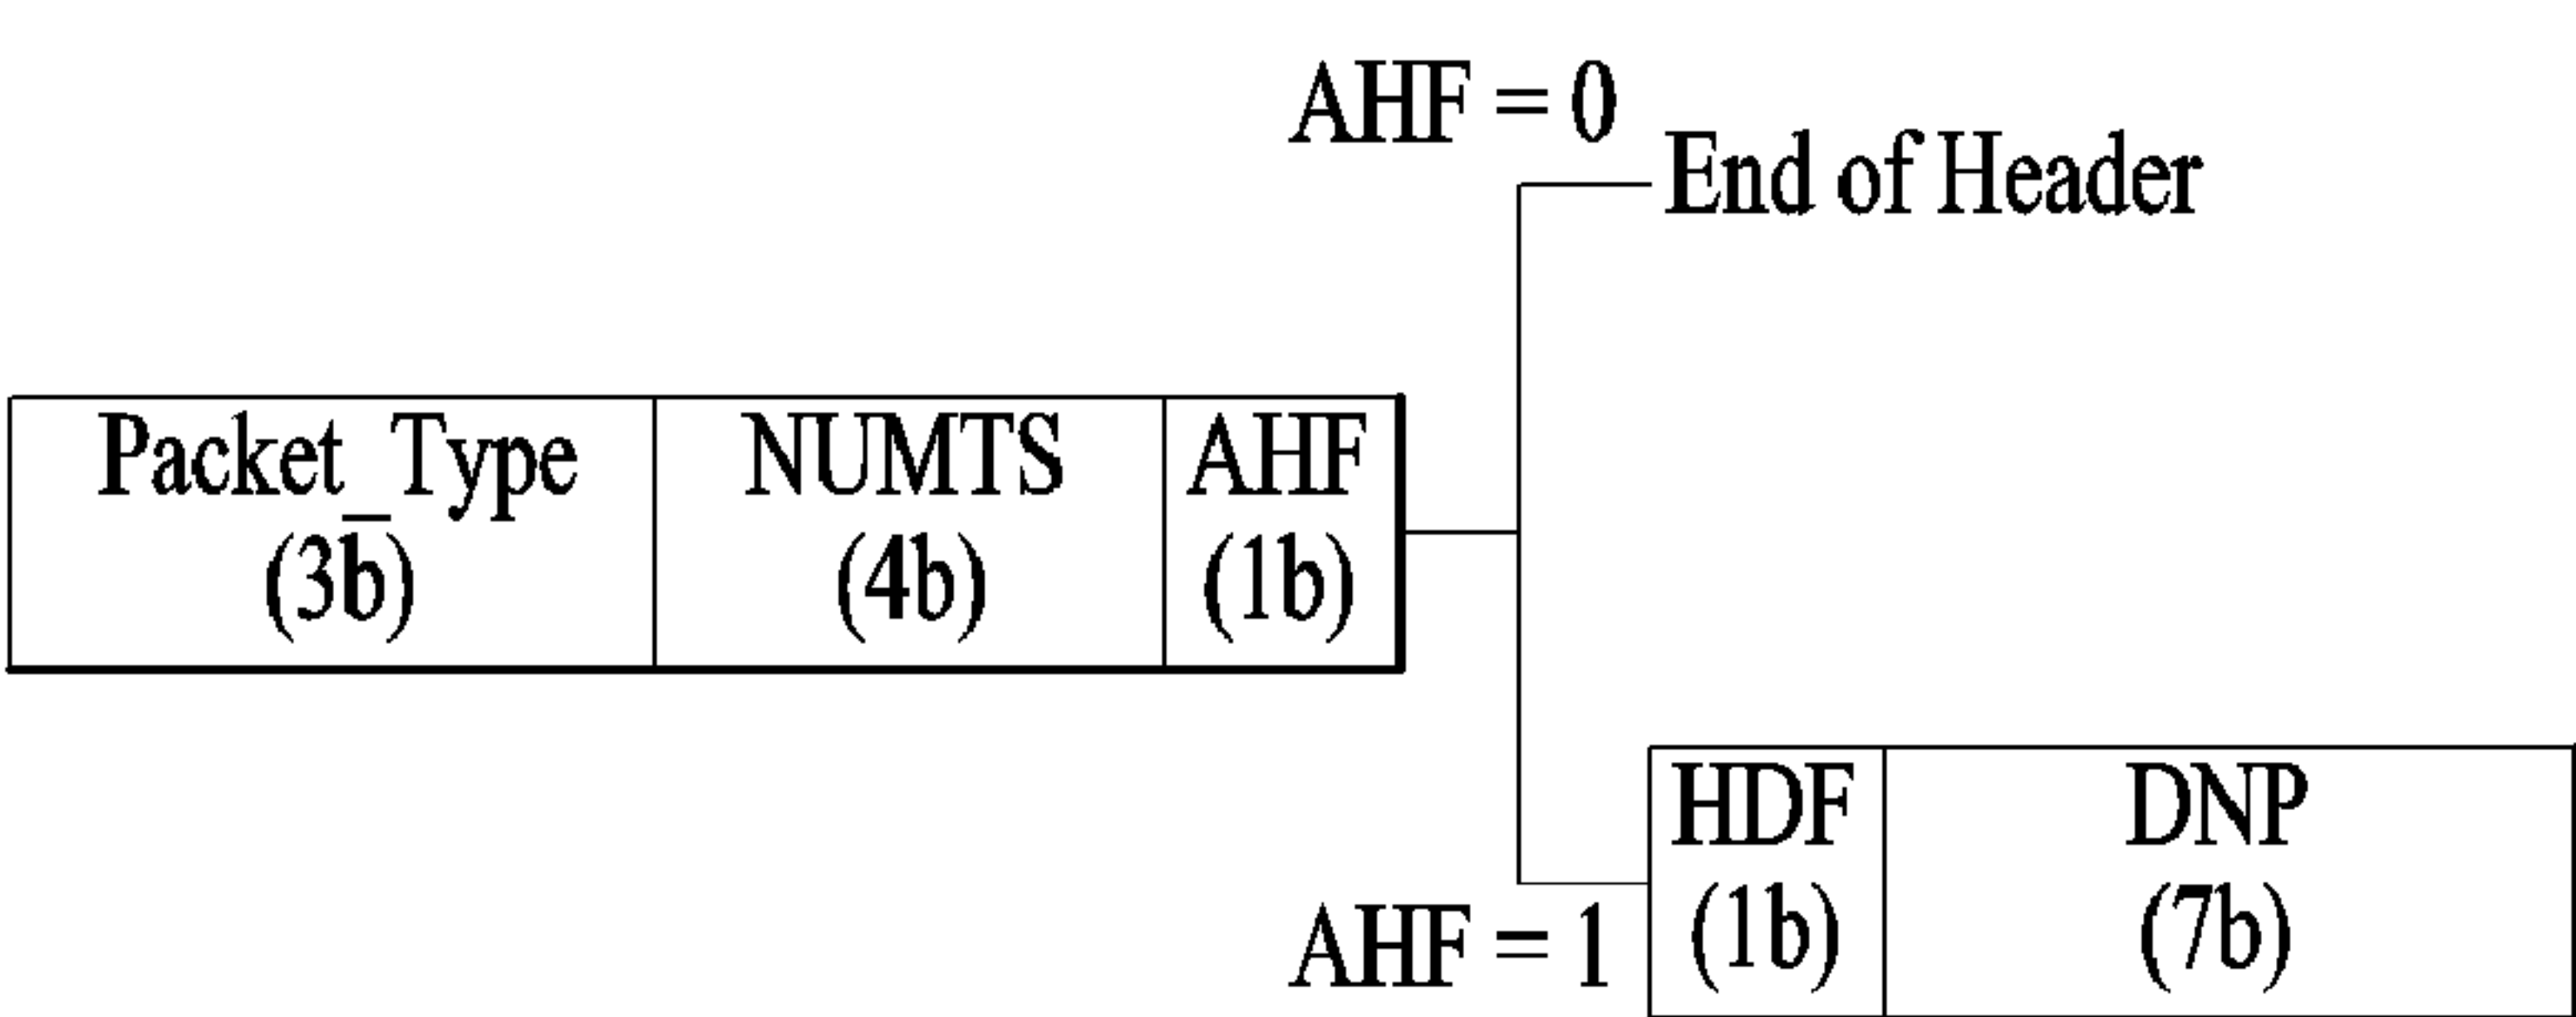 AHF = 0
End of Header
Packet_Type NUMTS AHF
(3b) (4b) (1b)
HDF DNP
(1b) (7b)
AHF = 1